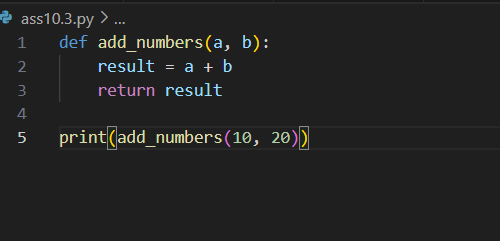 ass10.3.py > ...
1 def add_numbers(a, b):
2     result = a + b
3     return result
4
5 print(add_numbers(10, 20))